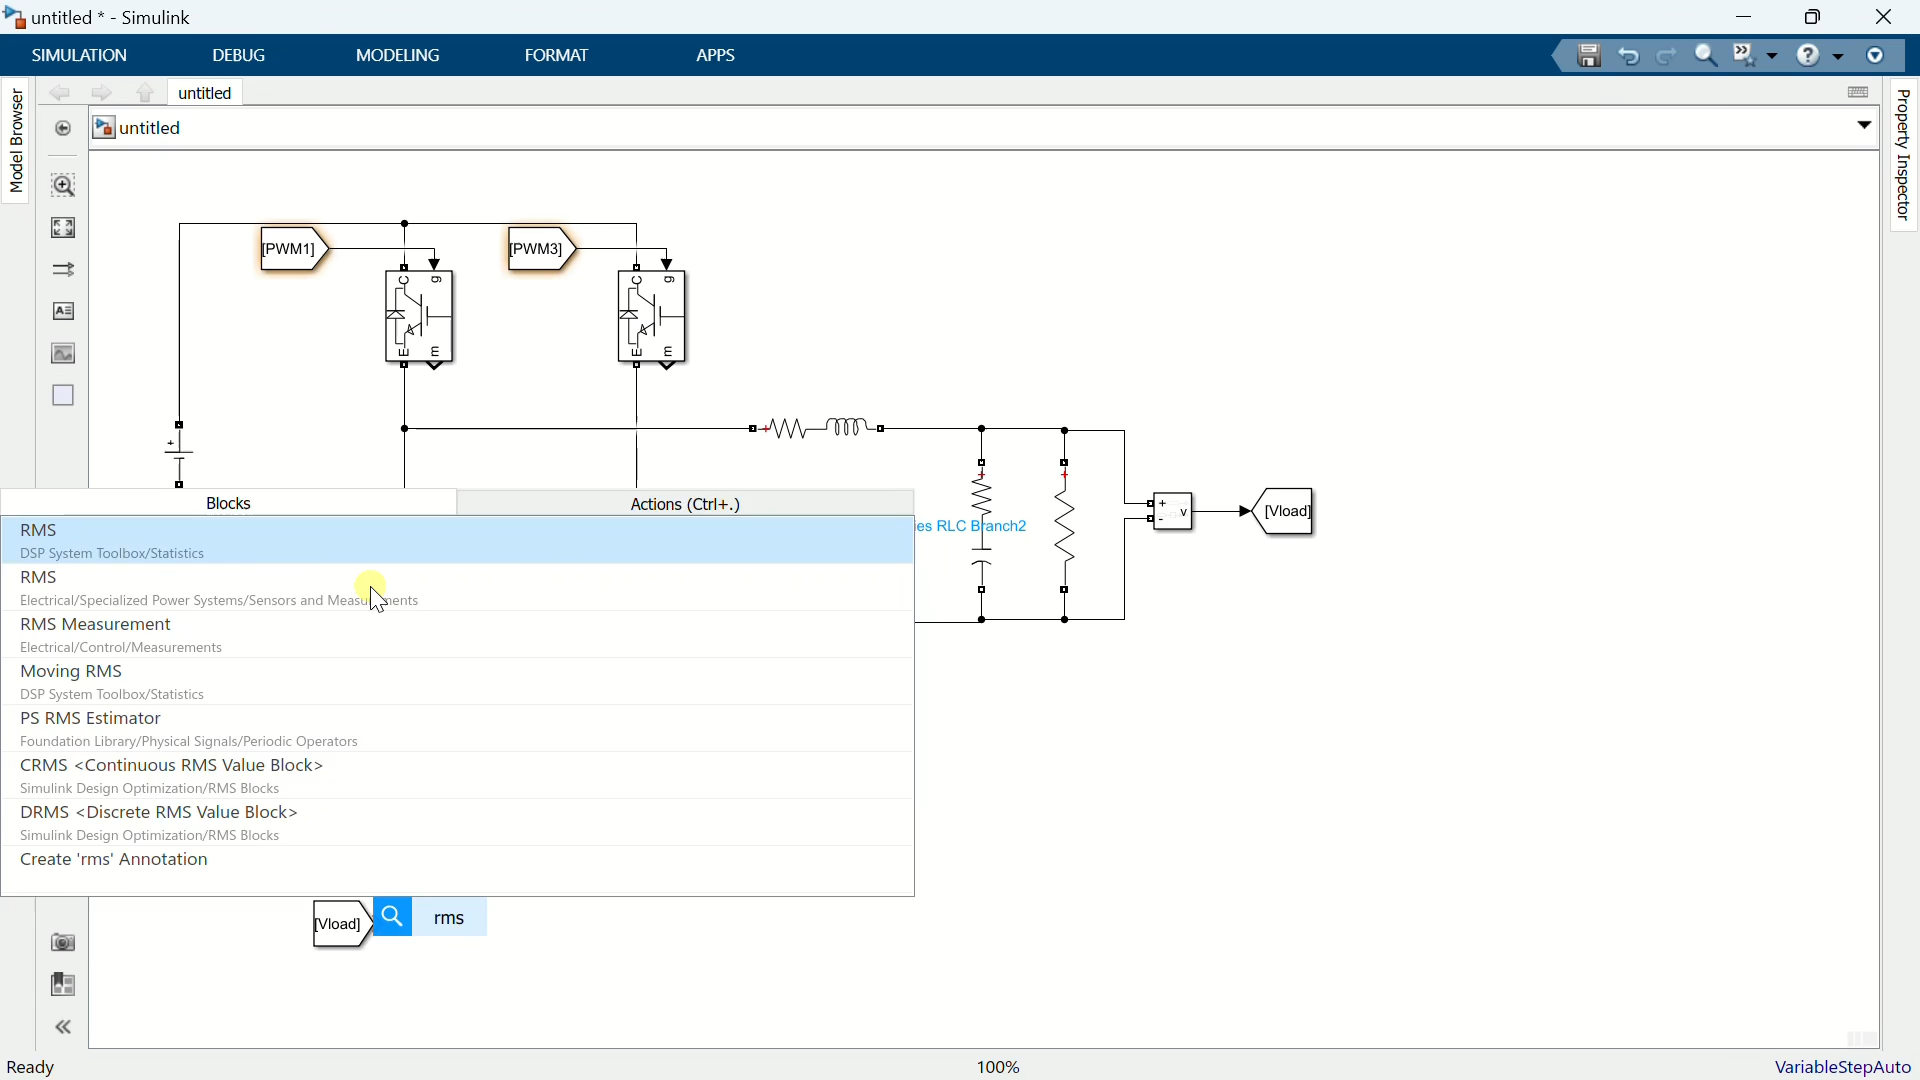 untitled * - Simulink
SIMULATION DEBUG MODELING FORMAT APPS
Model Browser
untitled
untitled
Property Inspector
[PWM1] [PWM3]
C g C g
E m E m
+
+ +
+ +
+ v
-
[Vload]
ies RLC Branch2
Blocks Actions (Ctrl+.)
RMS
DSP System Toolbox/Statistics
RMS
Electrical/Specialized Power Systems/Sensors and
RMS Measurement
Electrical/Control/Measurements
Moving RMS
DSP System Toolbox/Statistics
PS RMS Estimator
Foundation Library/Physical Signals/Periodic Operators
CRMS <Continuous RMS Value Block>
Simulink Design Optimization/RMS Blocks
DRMS <Discrete RMS Value Block>
Simulink Design Optimization/RMS Blocks
Create 'rms' Annotation
[Vload] rms
Ready 100% VariableStepAuto